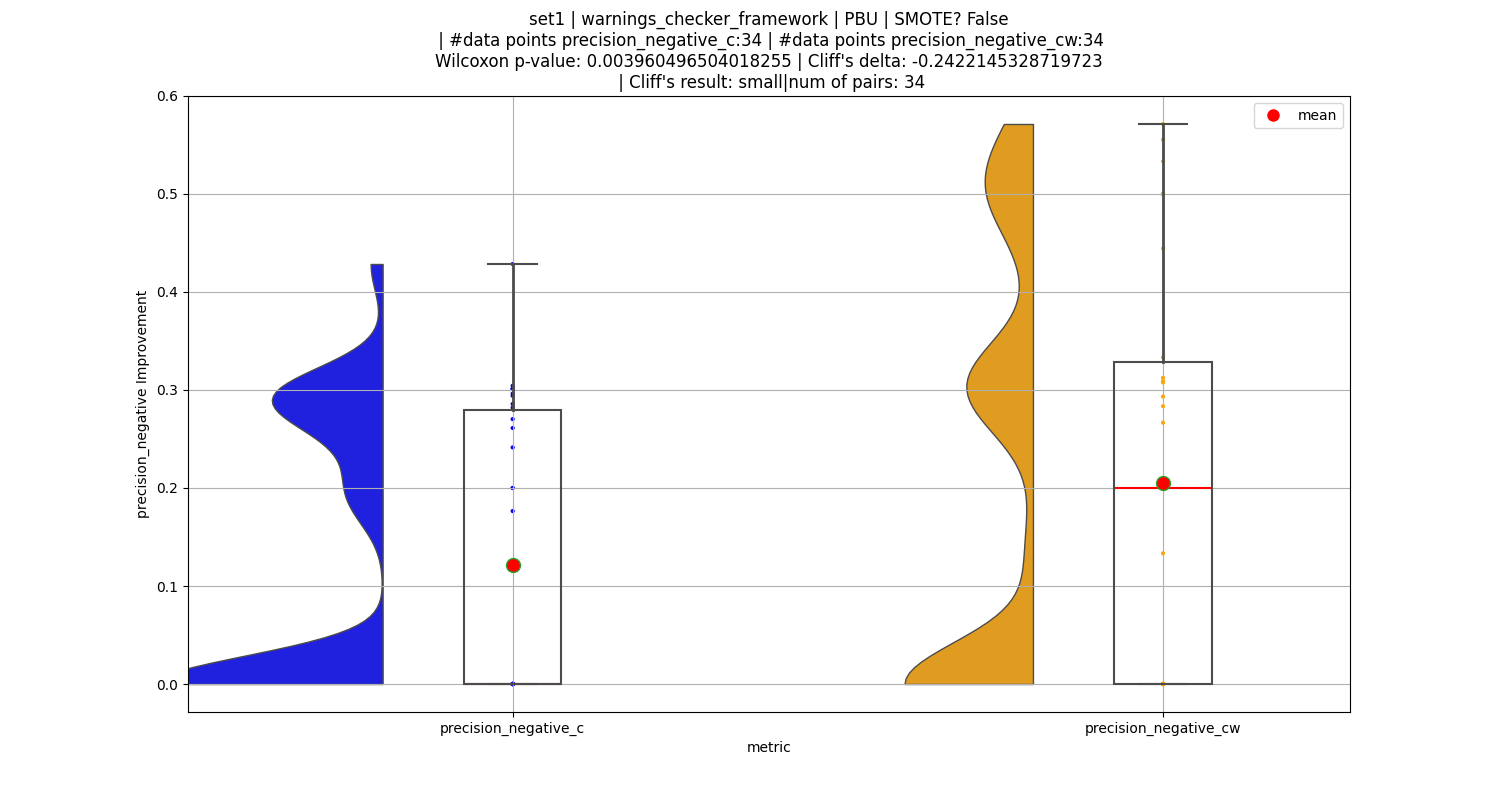 set1 | warnings_checker_framework | PBU | SMOTE? False
| #data points precision_negative_c:34 | #data points precision_negative_cw:34
Wilcoxon p-value: 0.003960496504018255 | Cliff's delta: -0.2422145328719723
| Cliff's result: small|num of pairs: 34
mean
0.6
0.5
0.4
0.3
0.2
0.1
0.0
precision_negative Improvement
precision_negative_c
precision_negative_cw
metric